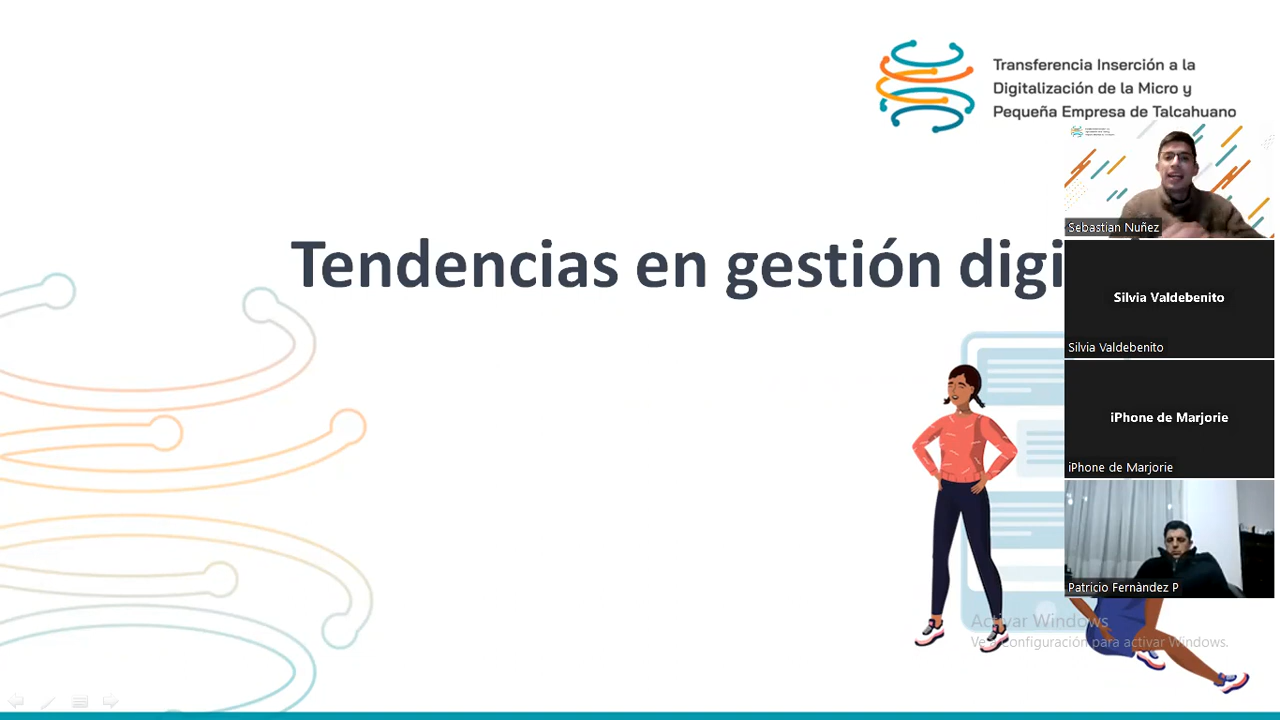 Transferencia Inserción a la
Digitalización de la Micro y
Pequeña Empresa de Talcahuano
Sebastian Nuñez
Tendencias en gestión digi
Silvia Valdebenito
Silvia Valdebenito
iPhone de Marjorie
iPhone de Marjorie
Patricio Fernàndez P
Activar Windows
Ve a Configuración para activar Windows.